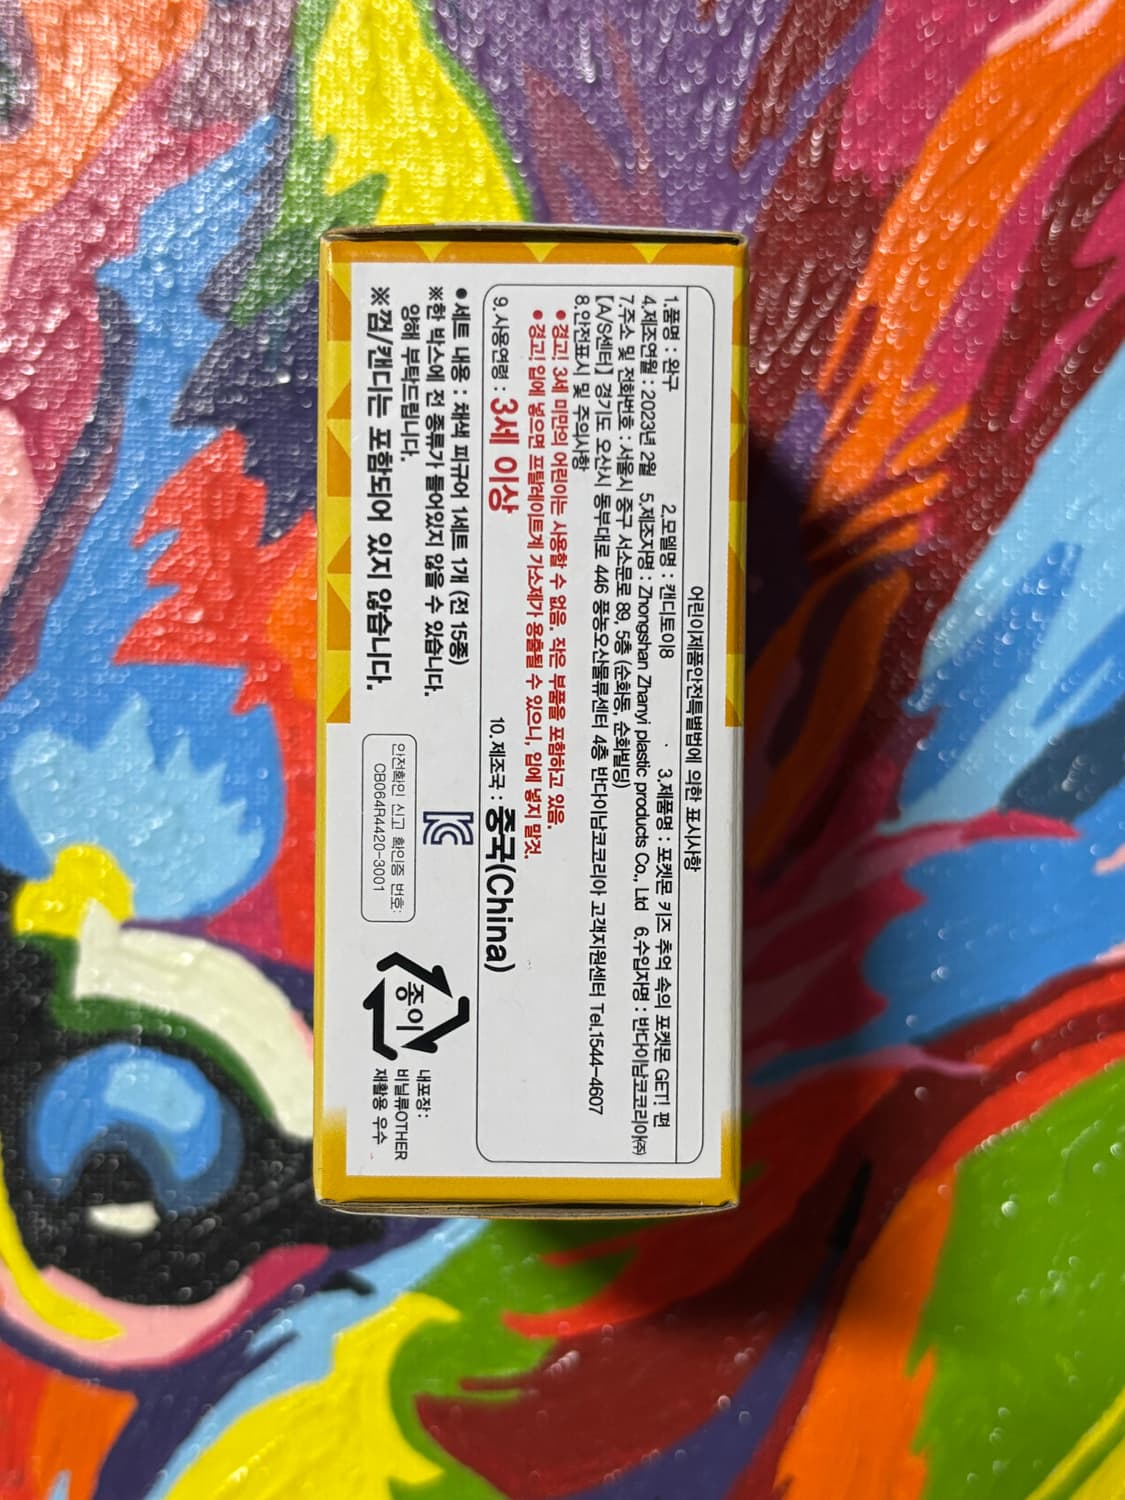 어린이제품안전특별법에 의한 표시사항
1.품명 : 완구 2.모델명 : 캔디토이8 3.제품명 : 포켓몬 키즈 추억 속의 포켓몬 GET! 편
4.제조연월 : 2023년 2월 5.제조자명 : Zhongshan Zhanyi plastic products Co., Ltd 6.수입자명 : 반다이남코코리아㈜
7.주소 및 전화번호 : 서울시 중구 서소문로 89, 5층 (순화동, 순화빌딩)
【A/S센터】 경기도 오산시 동부대로 446 풍농오산물류센터 4층 반다이남코코리아 고객지원센터 Tel.1544-4607
8.안전표시 및 주의사항
●경고! 3세 미만의 어린이는 사용할 수 없음. 작은 부품을 포함하고 있음.
●경고! 입에 넣으면 프탈레이트계 가소제가 용출될 수 있으니, 입에 넣지 말것.
9.사용연령 : 3세 이상 10.제조국 : 중국(China)
●세트 내용 : 채색 피규어 1세트 1개 (전 15종)
※한 박스에 전 종류가 들어있지 않을 수 있습니다.
양해 부탁드립니다.
※껌/캔디는 포함되어 있지 않습니다.
KC
안전확인 신고 확인증 번호:
CB064R4420-3001
종이
내포장:
비닐류OTHER
재활용 우수